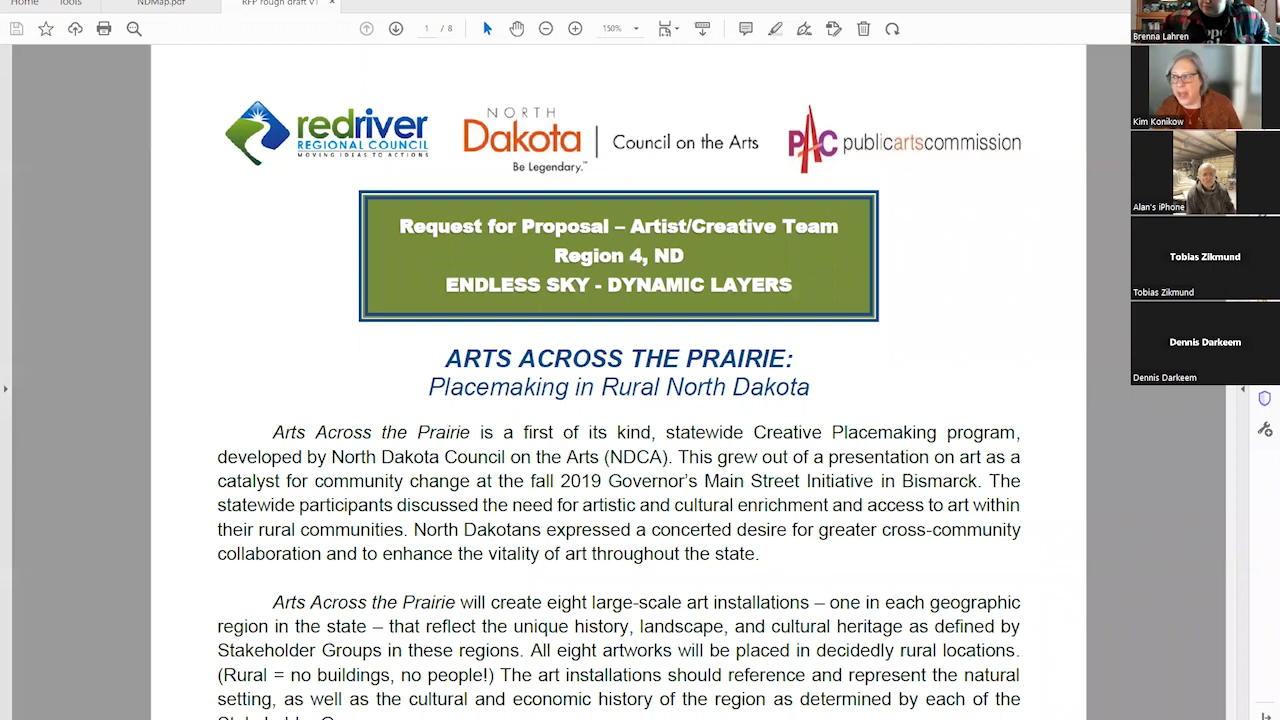 Home
Tools
NDMap.pdf
RFP rough draft V1
1 / 8
150%
Brenna Lahren
Kim Konikow
Alan's iPhone
Tobias Zikmund
Tobias Zikmund
Dennis Darkeem
Dennis Darkeem
redriver
REGIONAL COUNCIL
MOVING IDEAS TO ACTIONS
NORTH
Dakota
Be Legendary.™
Council on the Arts
PAC publicartscommission
Request for Proposal – Artist/Creative Team
Region 4, ND
ENDLESS SKY - DYNAMIC LAYERS
ARTS ACROSS THE PRAIRIE:
Placemaking in Rural North Dakota
Arts Across the Prairie is a first of its kind, statewide Creative Placemaking program,
developed by North Dakota Council on the Arts (NDCA). This grew out of a presentation on art as a
catalyst for community change at the fall 2019 Governor's Main Street Initiative in Bismarck. The
statewide participants discussed the need for artistic and cultural enrichment and access to art within
their rural communities. North Dakotans expressed a concerted desire for greater cross-community
collaboration and to enhance the vitality of art throughout the state.
Arts Across the Prairie will create eight large-scale art installations – one in each geographic
region in the state – that reflect the unique history, landscape, and cultural heritage as defined by
Stakeholder Groups in these regions. All eight artworks will be placed in decidedly rural locations.
(Rural = no buildings, no people!) The art installations should reference and represent the natural
setting, as well as the cultural and economic history of the region as determined by each of the